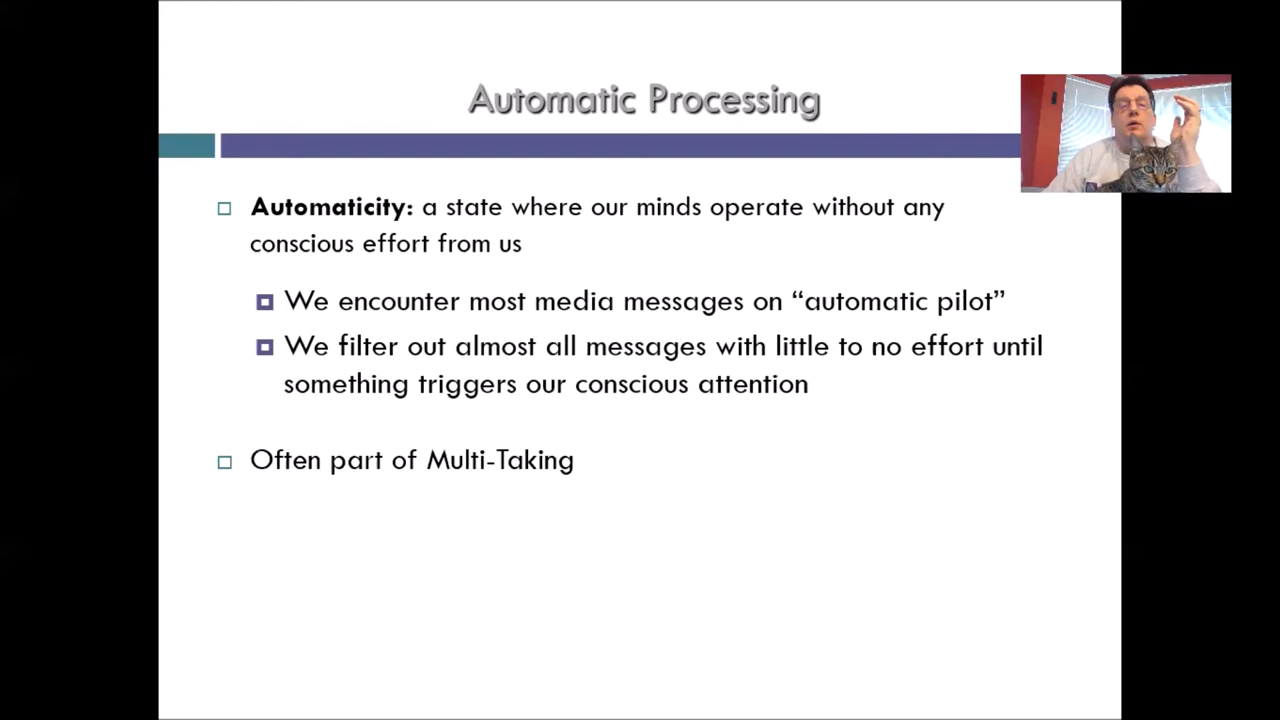 Automatic Processing
Automaticity: a state where our minds operate without any
conscious effort from us
We encounter most media messages on “automatic pilot”
We filter out almost all messages with little to no effort until
something triggers our conscious attention
Often part of Multi-Taking